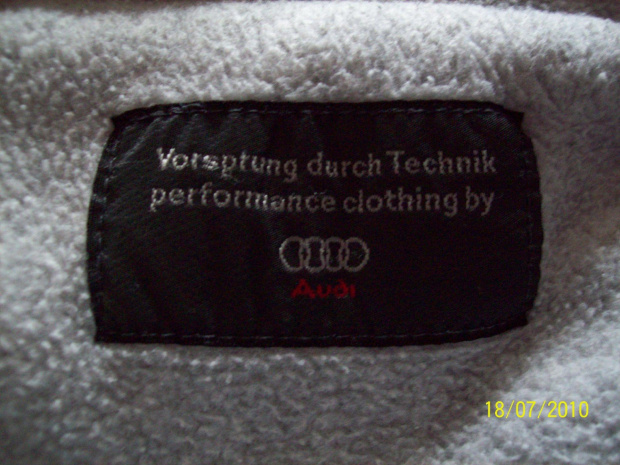 Vorsprung durch Technik
performance clothing by
Audi
18/07/2010